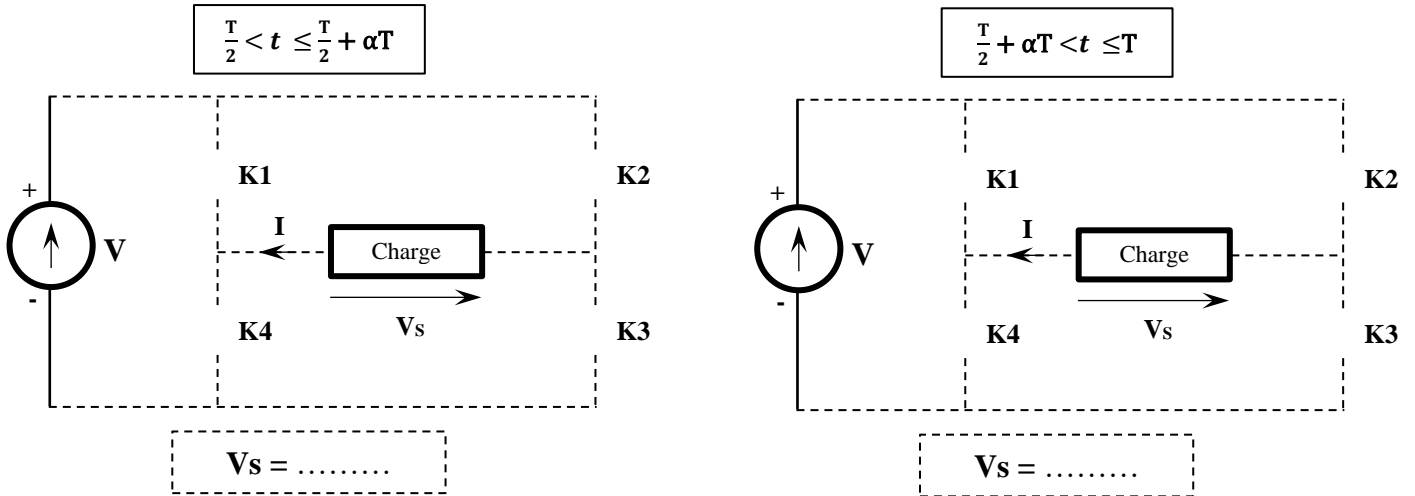 T/2 < t ≤ T/2 + αT
K1
K2
+
I
Charge
V
-
Vs
K4
K3
Vs = .........
T/2 + αT < t ≤ T
K1
K2
+
I
Charge
V
-
Vs
K4
K3
Vs = .........